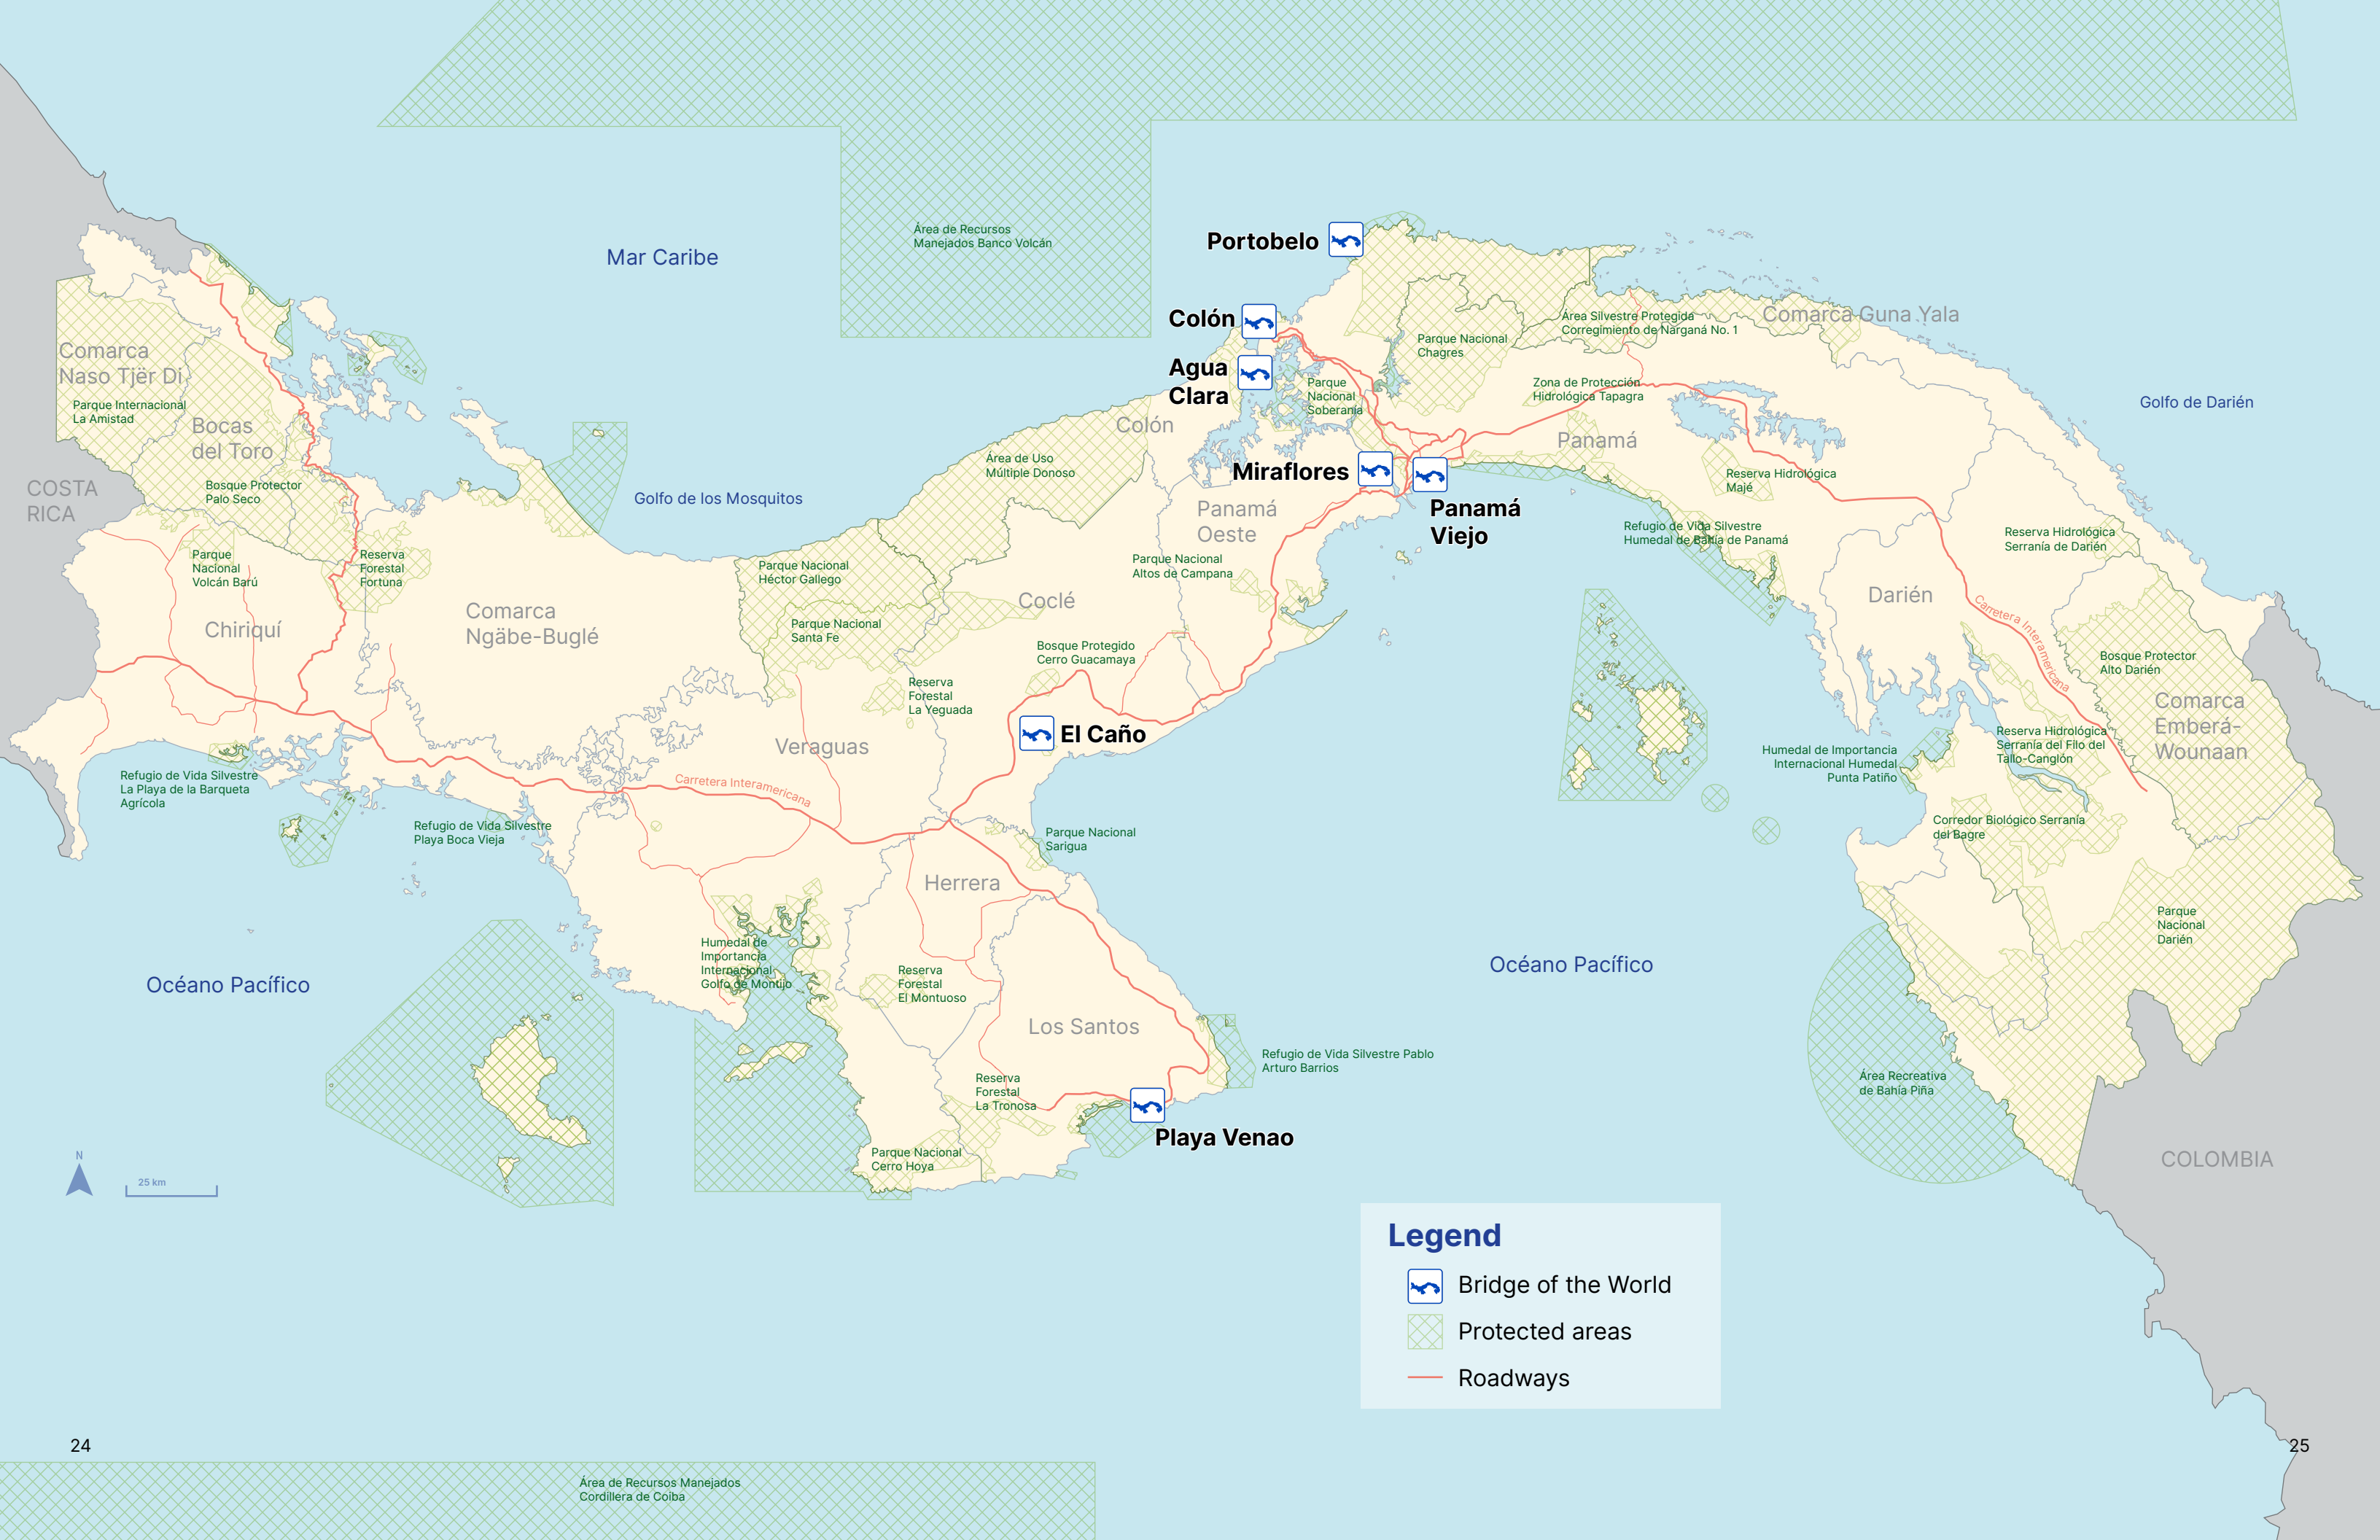 Mar Caribe
Área de Recursos
Manejados Banco Volcán
Portobelo
Colón
Agua
Clara
Comarca
Naso Tjër Di
Parque Internacional
La Amistad
Bocas
del Toro
Bosque Protector
Palo Seco
COSTA
RICA
Parque
Nacional
Volcán Barú
Reserva
Forestal
Fortuna
Chiriquí
Comarca
Ngäbe-Buglé
Golfo de los Mosquitos
Área de Uso
Múltiple Donoso
Colón
Parque
Nacional
Soberanía
Parque Nacional
Chagres
Área Silvestre Protegida
Corregimiento de Narganá No. 1
Comarca Guna Yala
Zona de Protección
Hidrológica Tapagra
Golfo de Darién
Panamá
Miraflores
Panamá
Viejo
Panamá
Oeste
Reserva Hidrológica
Majé
Refugio de Vida Silvestre
Humedal de Bahía de Panamá
Reserva Hidrológica
Serranía de Darién
Parque Nacional
Altos de Campana
Parque Nacional
Héctor Gallego
Parque Nacional
Santa Fe
Coclé
Bosque Protegido
Cerro Guacamaya
Reserva
Forestal
La Yeguada
El Caño
Veraguas
Carretera Interamericana
Darién
Carretera Interamericana
Bosque Protector
Alto Darién
Comarca
Emberá-
Wounaan
Reserva Hidrológica
Serranía del Filo del
Tallo-Canglón
Humedal de Importancia
Internacional Humedal
Punta Patiño
Corredor Biológico Serranía
del Bagre
Refugio de Vida Silvestre
La Playa de la Barqueta
Agrícola
Refugio de Vida Silvestre
Playa Boca Vieja
Parque Nacional
Sarigua
Herrera
Humedal de
Importancia
Internacional
Golfo de Montijo
Reserva
Forestal
El Montuoso
Los Santos
Océano Pacífico
Océano Pacífico
Parque
Nacional
Darién
Refugio de Vida Silvestre Pablo
Arturo Barrios
Reserva
Forestal
La Tronosa
Playa Venao
Parque Nacional
Cerro Hoya
Área Recreativa
de Bahía Piña
COLOMBIA
N
25 km
Legend
Bridge of the World
Protected areas
Roadways
24
25
Área de Recursos Manejados
Cordillera de Coiba